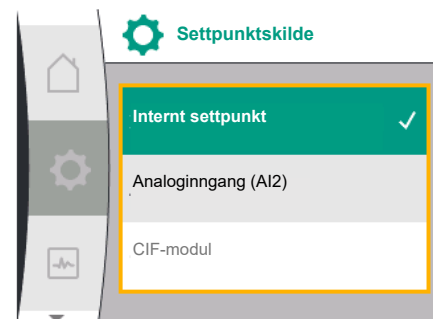 Settpunktskilde
Internt settpunkt
Analoginngang (AI2)
CIF-modul